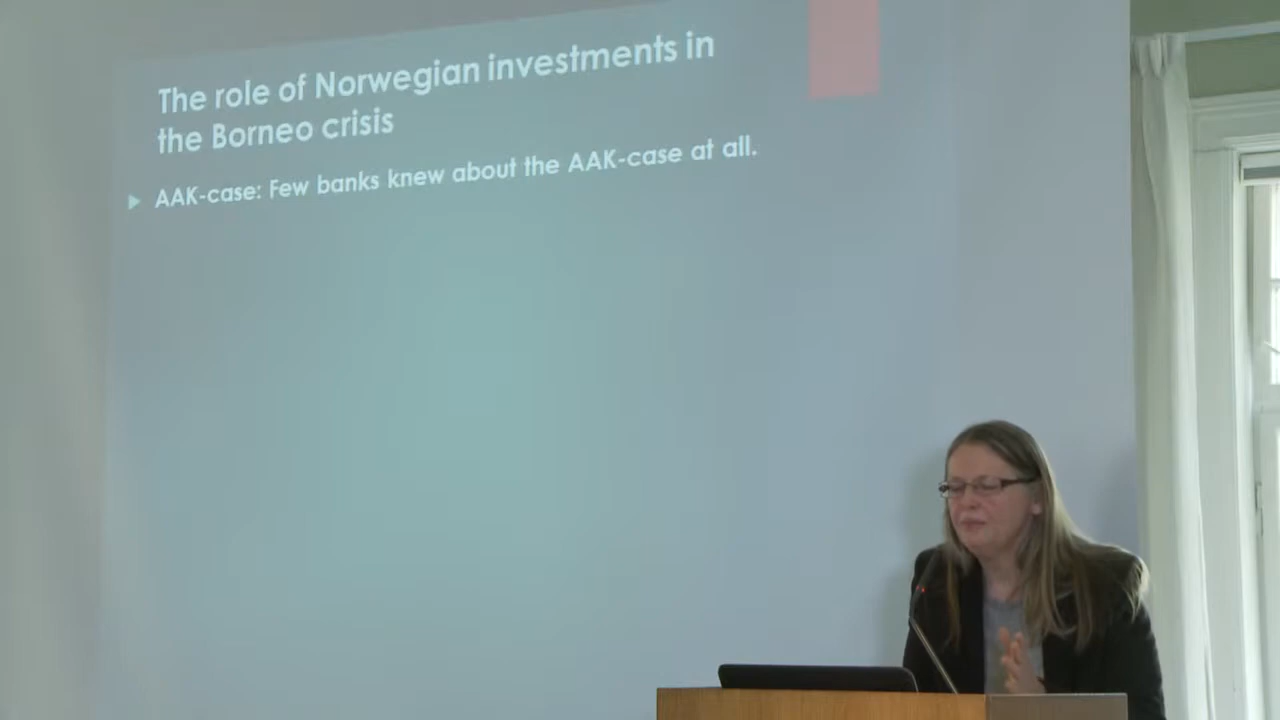 The role of Norwegian investments in
the Borneo crisis
AAK-case: Few banks knew about the AAK-case at all.